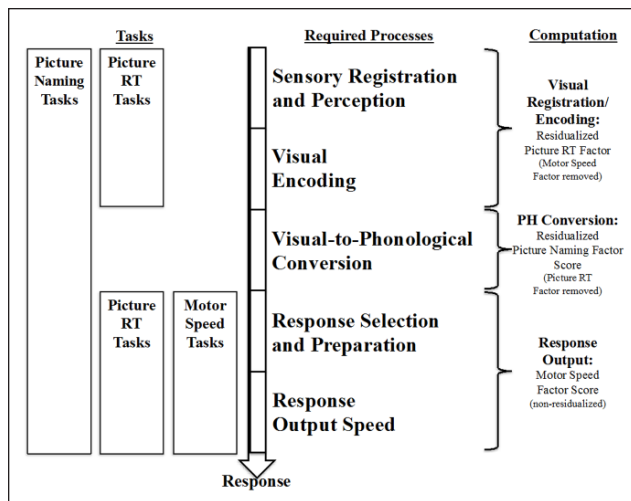 Tasks
Required Processes
Computation
Picture
Naming
Tasks
Picture
RT
Tasks
Sensory Registration
and Perception
Visual
Encoding
Visual-to-Phonological
Conversion
Picture
RT
Tasks
Motor
Speed
Tasks
Response Selection
and Preparation
Response
Output Speed
Response
Visual
Registration/
Encoding:
Residualized
Picture RT Factor
(Motor Speed
Factor removed)
PH Conversion:
Residualized
Picture Naming Factor
Score
(Picture RT
Factor removed)
Response
Output:
Motor Speed
Factor Score
(non-residualized)